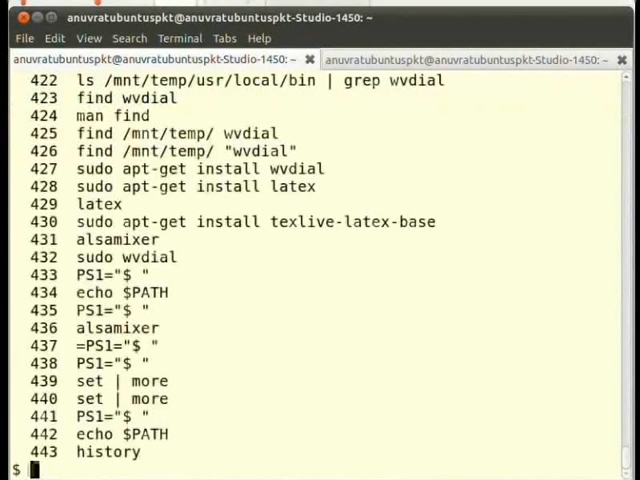 anuvratubuntuspkt@anuvratubuntuspkt-Studio-1450: ~
File Edit View Search Terminal Tabs Help
anuvratubuntuspkt@anuvratubuntuspkt-Studio-1450: ~ anuvratubuntuspkt@anuvratubuntuspkt-Studio-1450: ~
422 ls /mnt/temp/usr/local/bin | grep wvdial
423 find wvdial
424 man find
425 find /mnt/temp/ wvdial
426 find /mnt/temp/ "wvdial"
427 sudo apt-get install wvdial
428 sudo apt-get install latex
429 latex
430 sudo apt-get install texlive-latex-base
431 alsamixer
432 sudo wvdial
433 PS1="$ "
434 echo $PATH
435 PS1="$ "
436 alsamixer
437 =PS1="$ "
438 PS1="$ "
439 set | more
440 set | more
441 PS1="$ "
442 echo $PATH
443 history
$